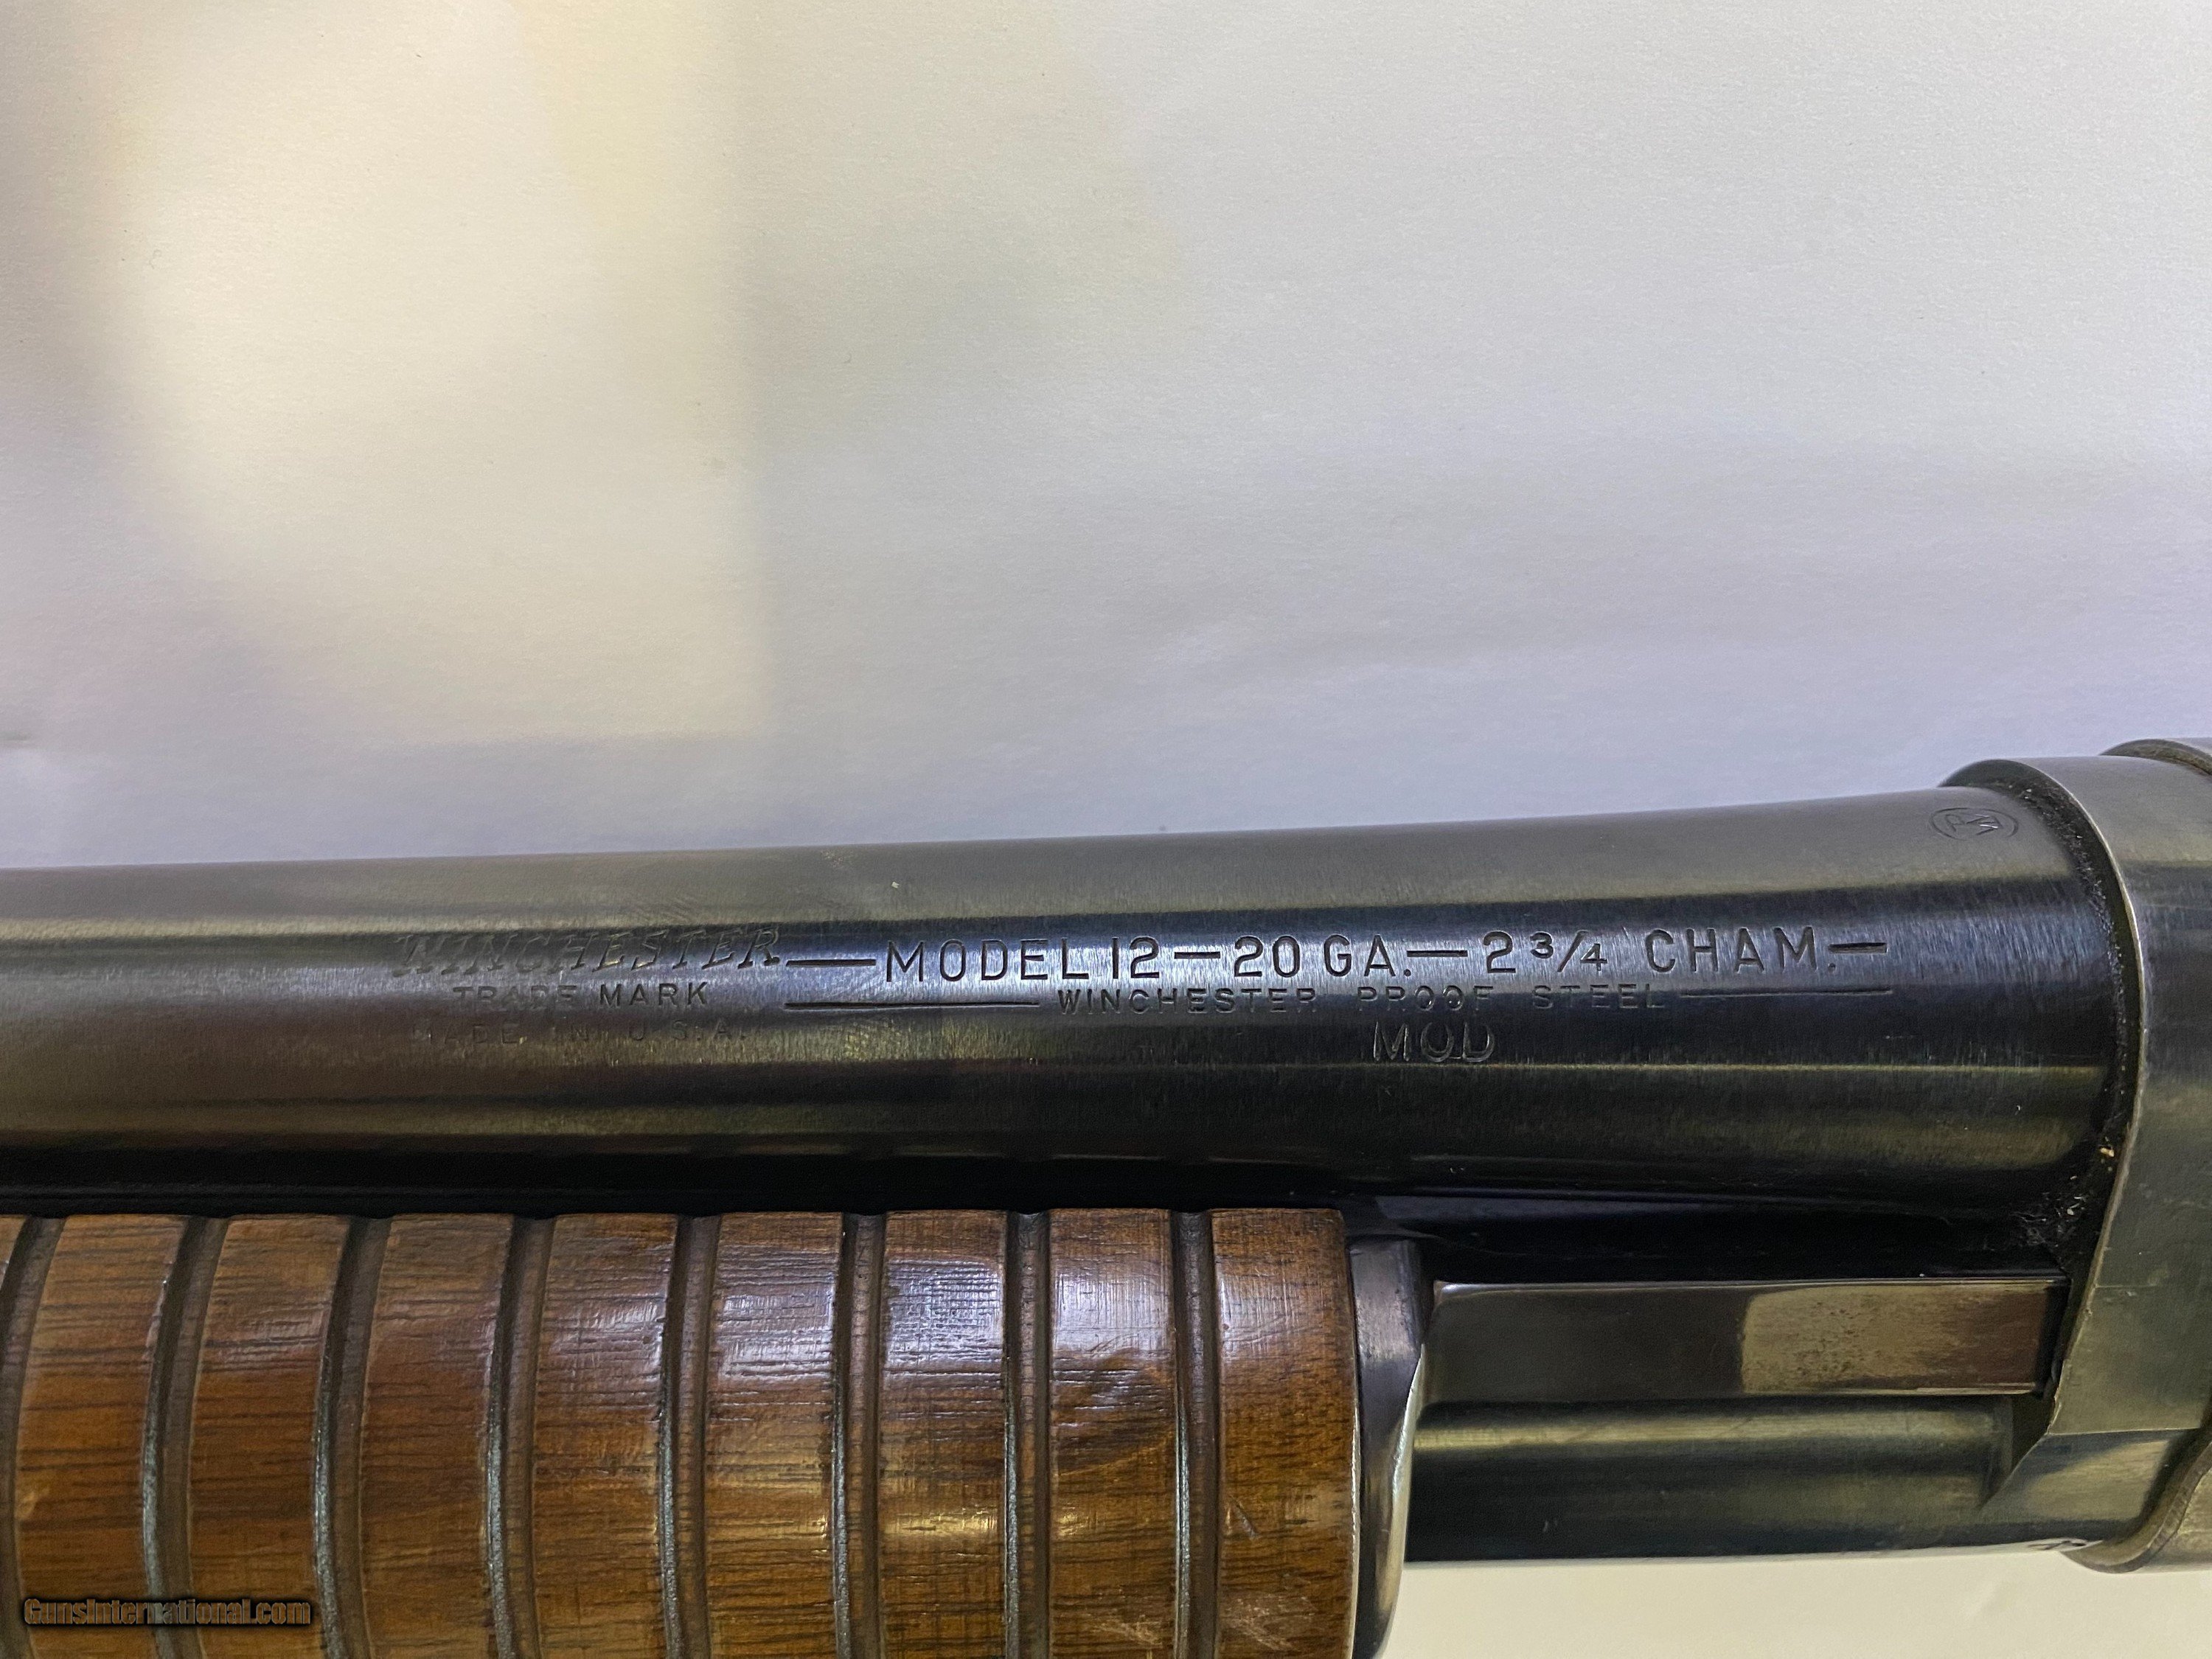 WP
WINCHESTER—MODEL 12—20 GA.—2 3/4 CHAM.—
TRADE MARK —WINCHESTER PROOF STEEL—
MADE IN U.S.A.
MOD
GunsInternational.com